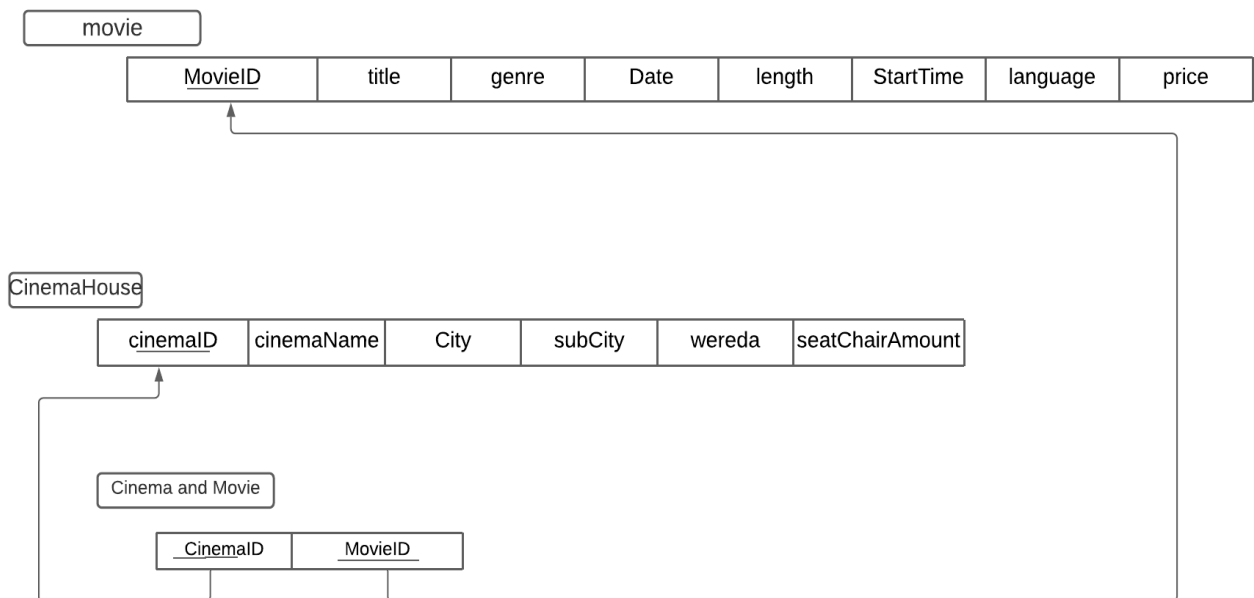 movie
MovieID title genre Date length StartTime language price
CinemaHouse
cinemaID cinemaName City subCity wereda seatChairAmount
Cinema and Movie
CinemaID MovieID